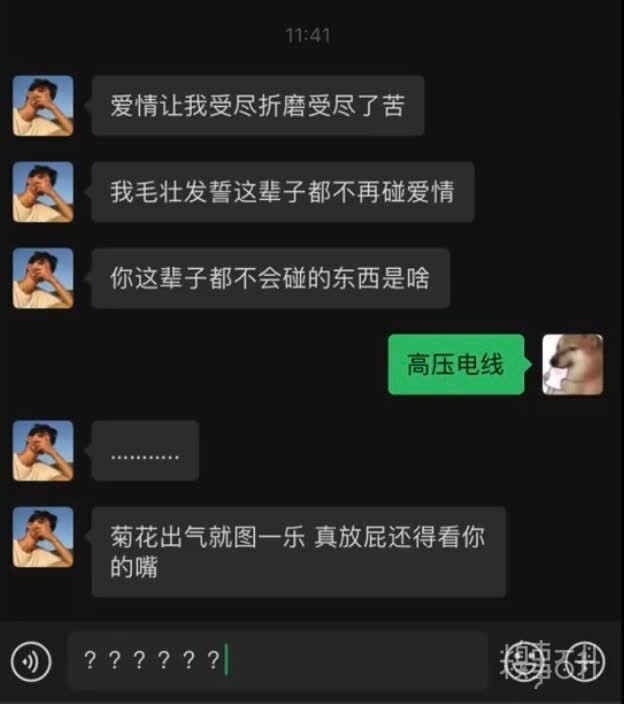 11:41
爱情让我受尽折磨受尽了苦
我毛壮发誓这辈子都不再碰爱情
你这辈子都不会碰的东西是啥
高压电线
...........
菊花出气就图一乐 真放屁还得看你
的嘴
？？？？？？